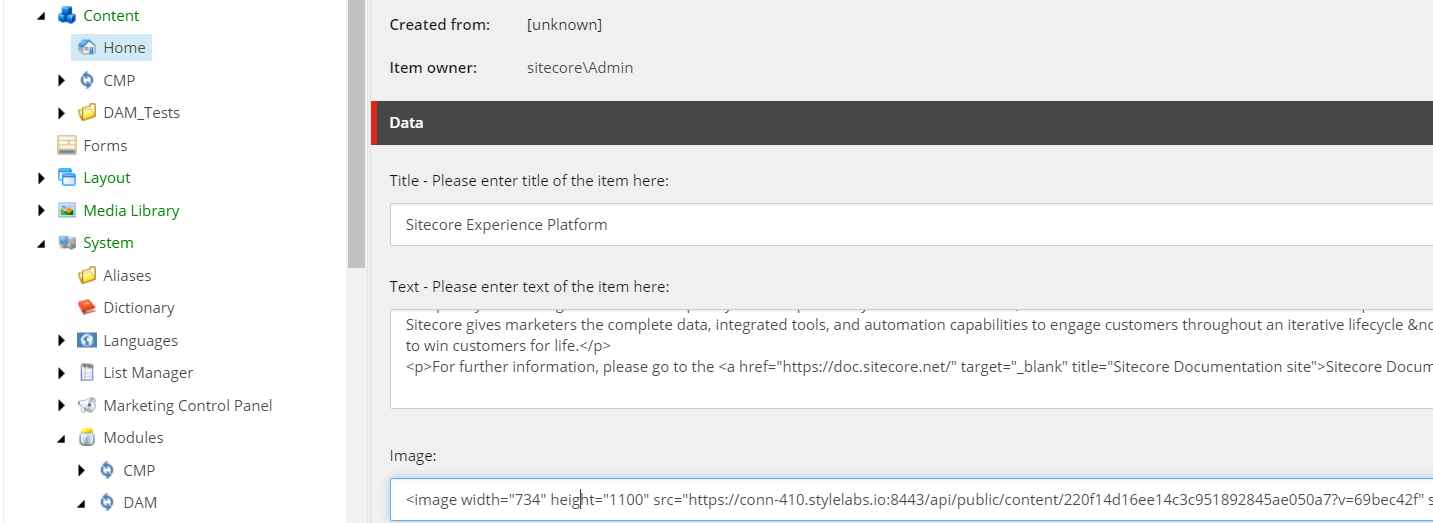 Content
Home
CMP
DAM_Tests
Forms
Layout
Media Library
System
Aliases
Dictionary
Languages
List Manager
Marketing Control Panel
Modules
CMP
DAM
Created from: [unknown]
Item owner: sitecore\Admin
Data
Title - Please enter title of the item here:
Sitecore Experience Platform
Text - Please enter text of the item here:
Sitecore gives marketers the complete data, integrated tools, and automation capabilities to engage customers throughout an iterative lifecycle &nd
to win customers for life.</p>
<p>For further information, please go to the <a href="https://doc.sitecore.net/" target="_blank" title="Sitecore Documentation site">Sitecore Docum
Image:
<image width="734" height="1100" src="https://conn-410.stylelabs.io:8443/api/public/content/220f14d16ee14c3c951892845ae050a7?v=69bec42f" s